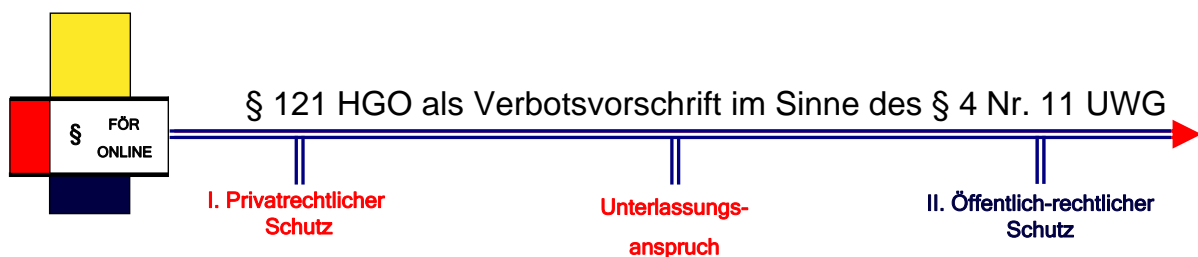 § 121 HGO als Verbotsvorschrift im Sinne des § 4 Nr. 11 UWG
§ FÖR
ONLINE
I. Privatrechtlicher
Schutz
Unterlassungs-
anspruch
II. Öffentlich-rechtlicher
Schutz